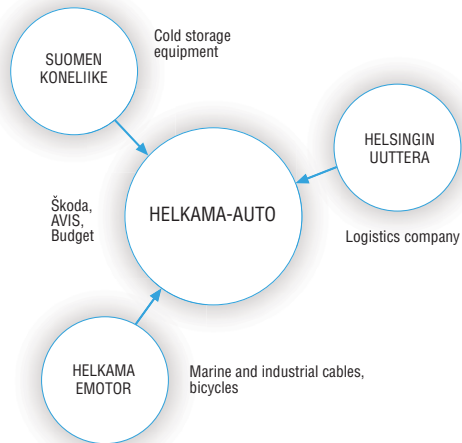 Cold storage
equipment
SUOMEN
KONELIIKE
HELSINGIN
UUTTERA
Škoda,
AVIS,
Budget
HELKAMA-AUTO
Logistics company
HELKAMA
EMOTOR
Marine and industrial cables,
bicycles